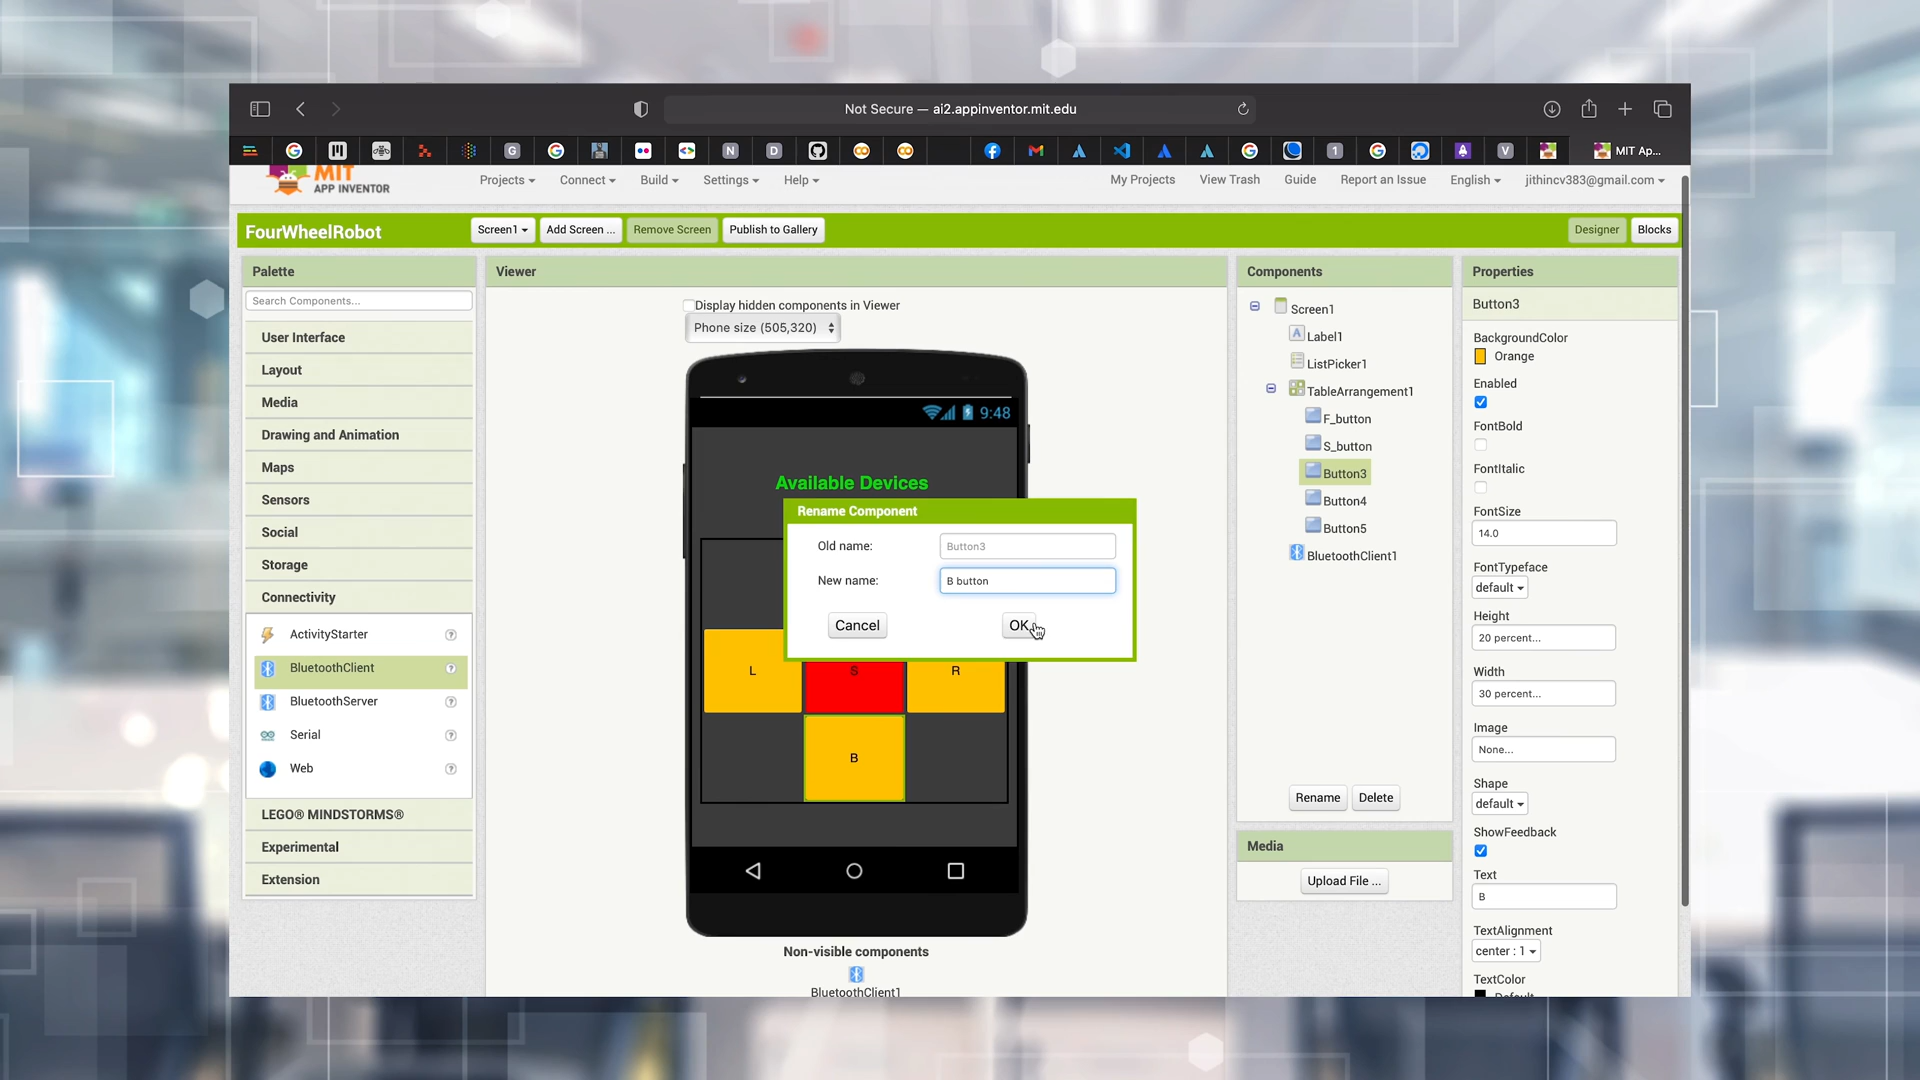 Not Secure — ai2.appinventor.mit.edu
MIT Ap...
MIT
APP INVENTOR
Projects
Connect
Build
Settings
Help
My Projects
View Trash
Guide
Report an Issue
English
jithincv383@gmail.com
FourWheelRobot
Screen1
Add Screen ...
Remove Screen
Publish to Gallery
Designer
Blocks
Palette
Search Components...
User Interface
Layout
Media
Drawing and Animation
Maps
Sensors
Social
Storage
Connectivity
ActivityStarter
BluetoothClient
BluetoothServer
Serial
Web
LEGO® MINDSTORMS®
Experimental
Extension
Viewer
Display hidden components in Viewer
Phone size (505,320)
9:48
Available Devices
Rename Component
Old name:
Button3
New name:
B button
Cancel
OK
L
S
R
B
Non-visible components
BluetoothClient1
Components
Screen1
Label1
ListPicker1
TableArrangement1
F_button
S_button
Button3
Button4
Button5
BluetoothClient1
Rename
Delete
Media
Upload File ...
Properties
Button3
BackgroundColor
Orange
Enabled
FontBold
FontItalic
FontSize
14.0
FontTypeface
default
Height
20 percent...
Width
30 percent...
Image
None...
Shape
default
ShowFeedback
Text
B
TextAlignment
center : 1
TextColor
Default